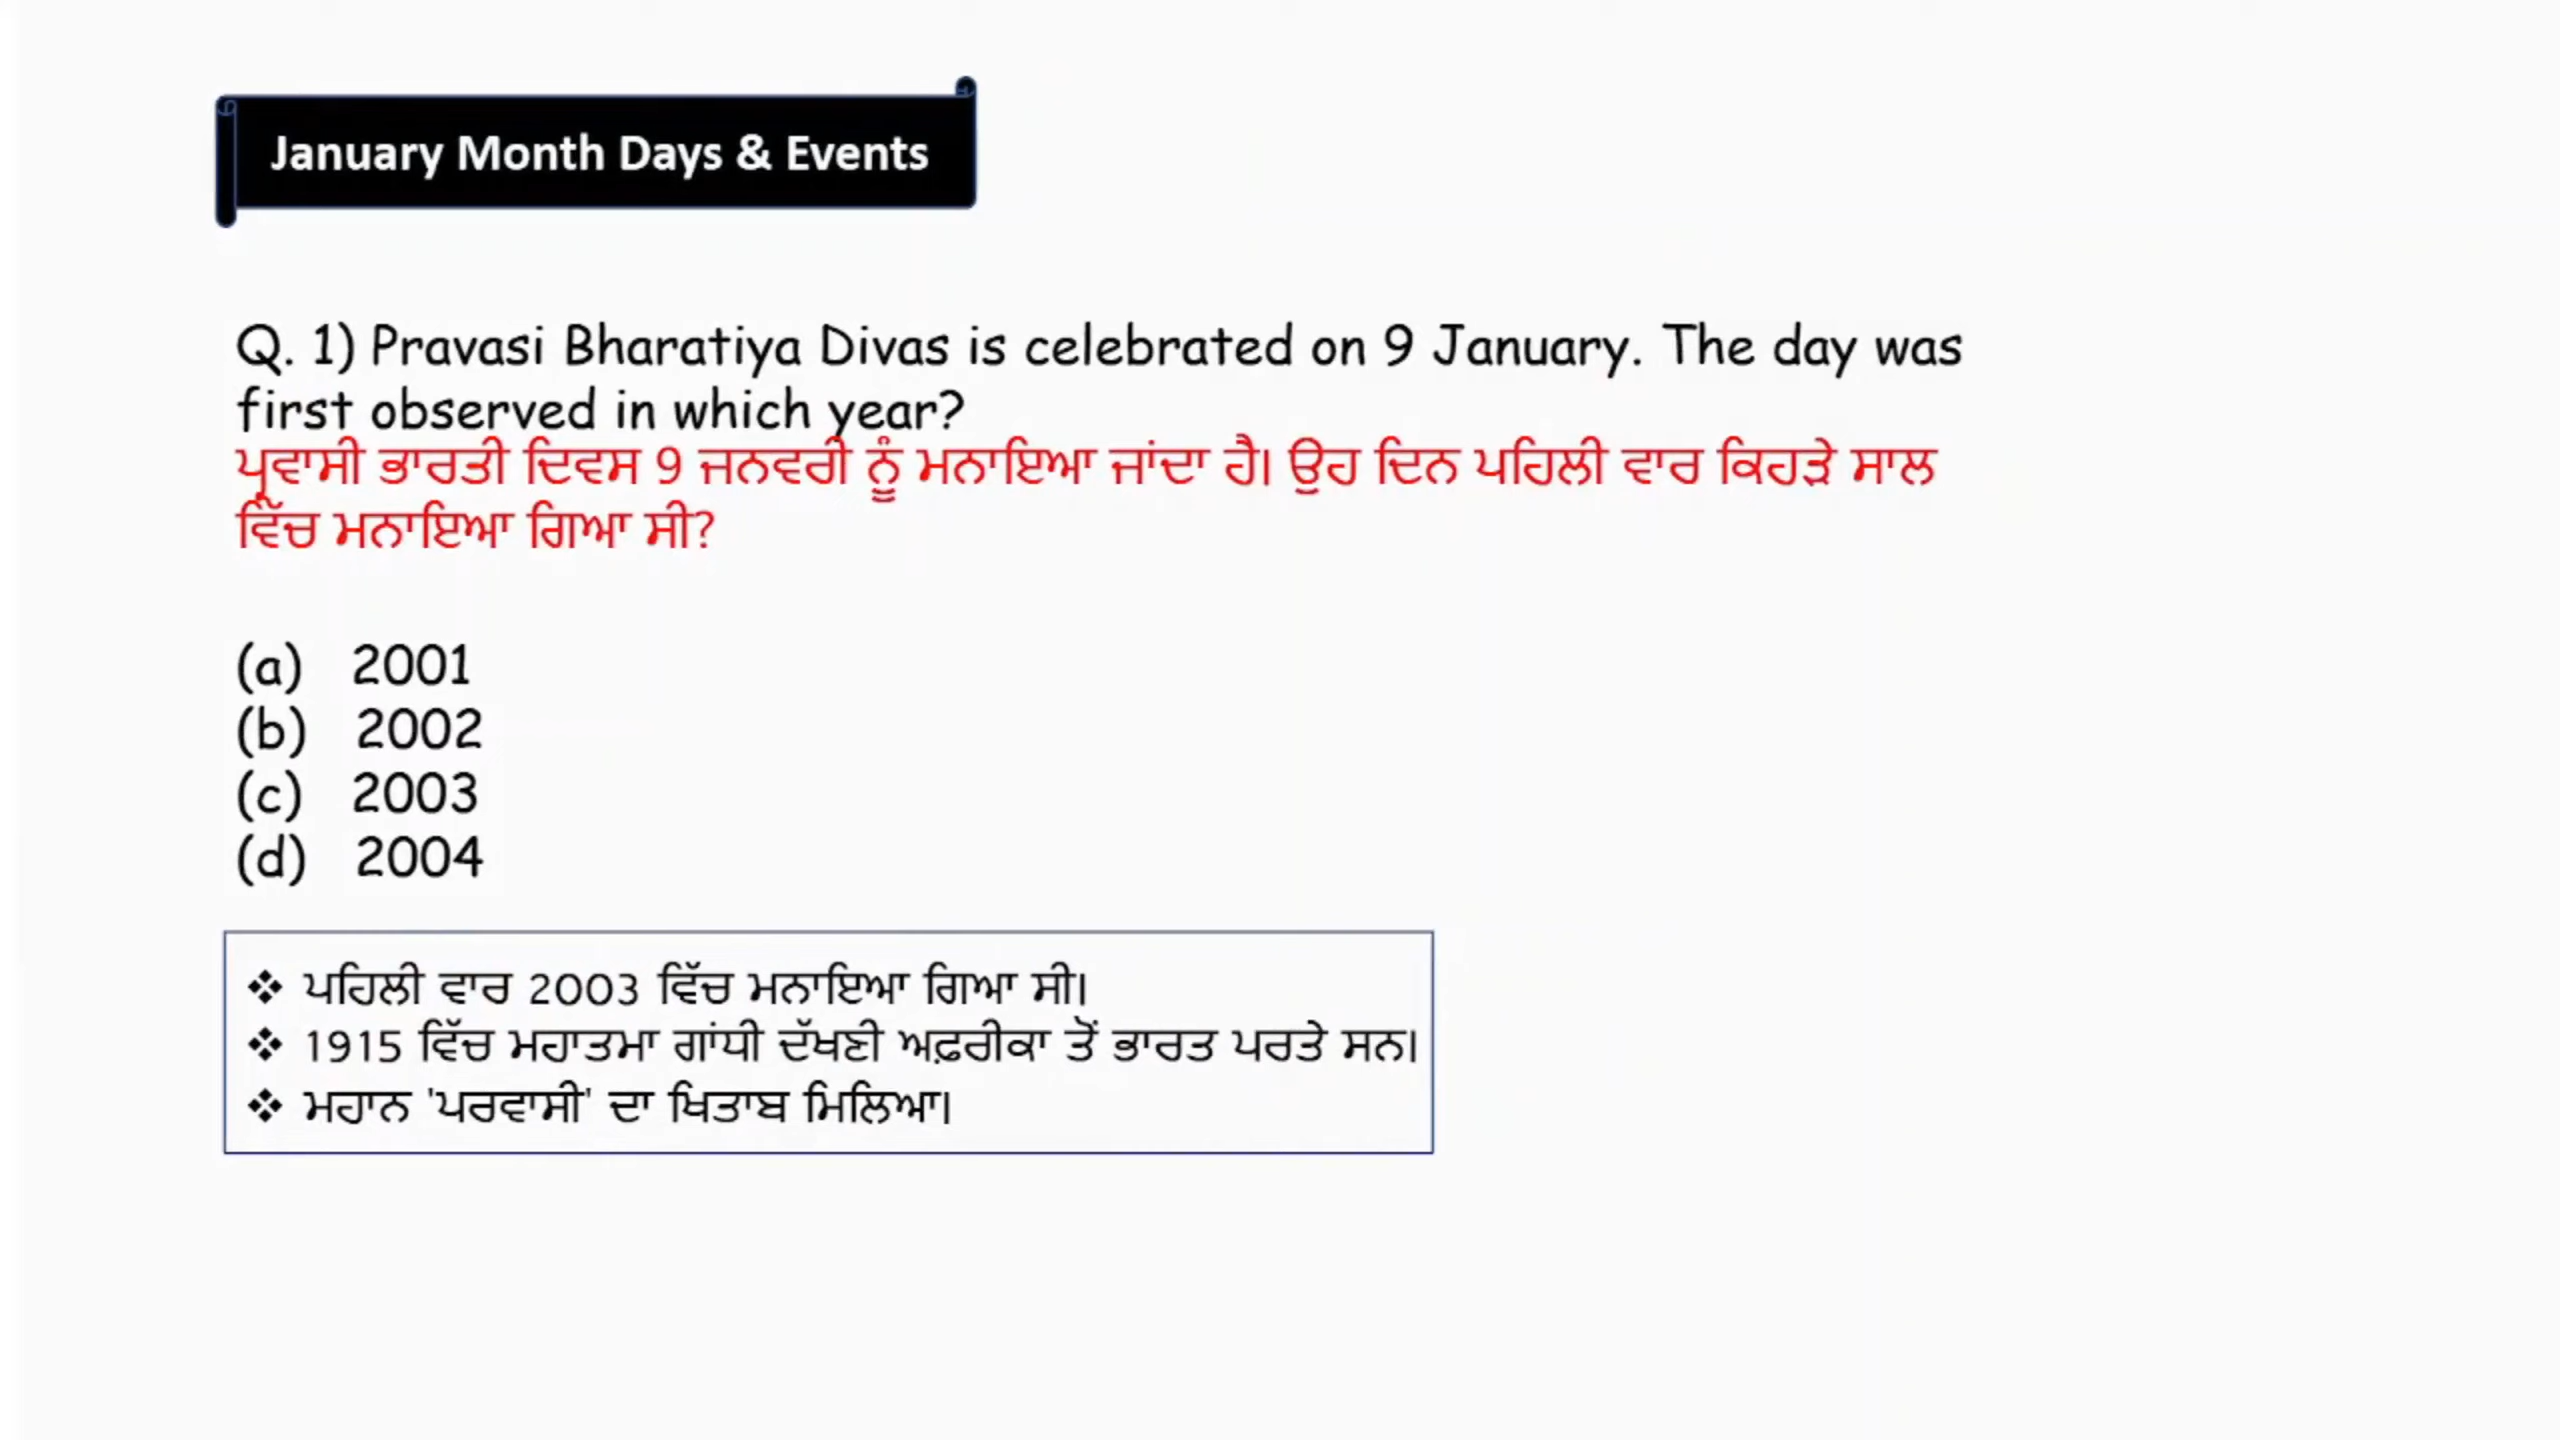 January Month Days & Events
Q. 1) Pravasi Bharatiya Divas is celebrated on 9 January. The day was
first observed in which year?
ਪ੍ਰਵਾਸੀ ਭਾਰਤੀ ਦਿਵਸ 9 ਜਨਵਰੀ ਨੂੰ ਮਨਾਇਆ ਜਾਂਦਾ ਹੈ। ਉਹ ਦਿਨ ਪਹਿਲੀ ਵਾਰ ਕਿਹੜੇ ਸਾਲ
ਵਿੱਚ ਮਨਾਇਆ ਗਿਆ ਸੀ?
(a) 2001
(b) 2002
(c) 2003
(d) 2004
❖ ਪਹਿਲੀ ਵਾਰ 2003 ਵਿੱਚ ਮਨਾਇਆ ਗਿਆ ਸੀ।
❖ 1915 ਵਿੱਚ ਮਹਾਤਮਾ ਗਾਂਧੀ ਦੱਖਣੀ ਅਫ਼ਰੀਕਾ ਤੋਂ ਭਾਰਤ ਪਰਤੇ ਸਨ।
❖ ਮਹਾਨ 'ਪਰਵਾਸੀ' ਦਾ ਖਿਤਾਬ ਮਿਲਿਆ।